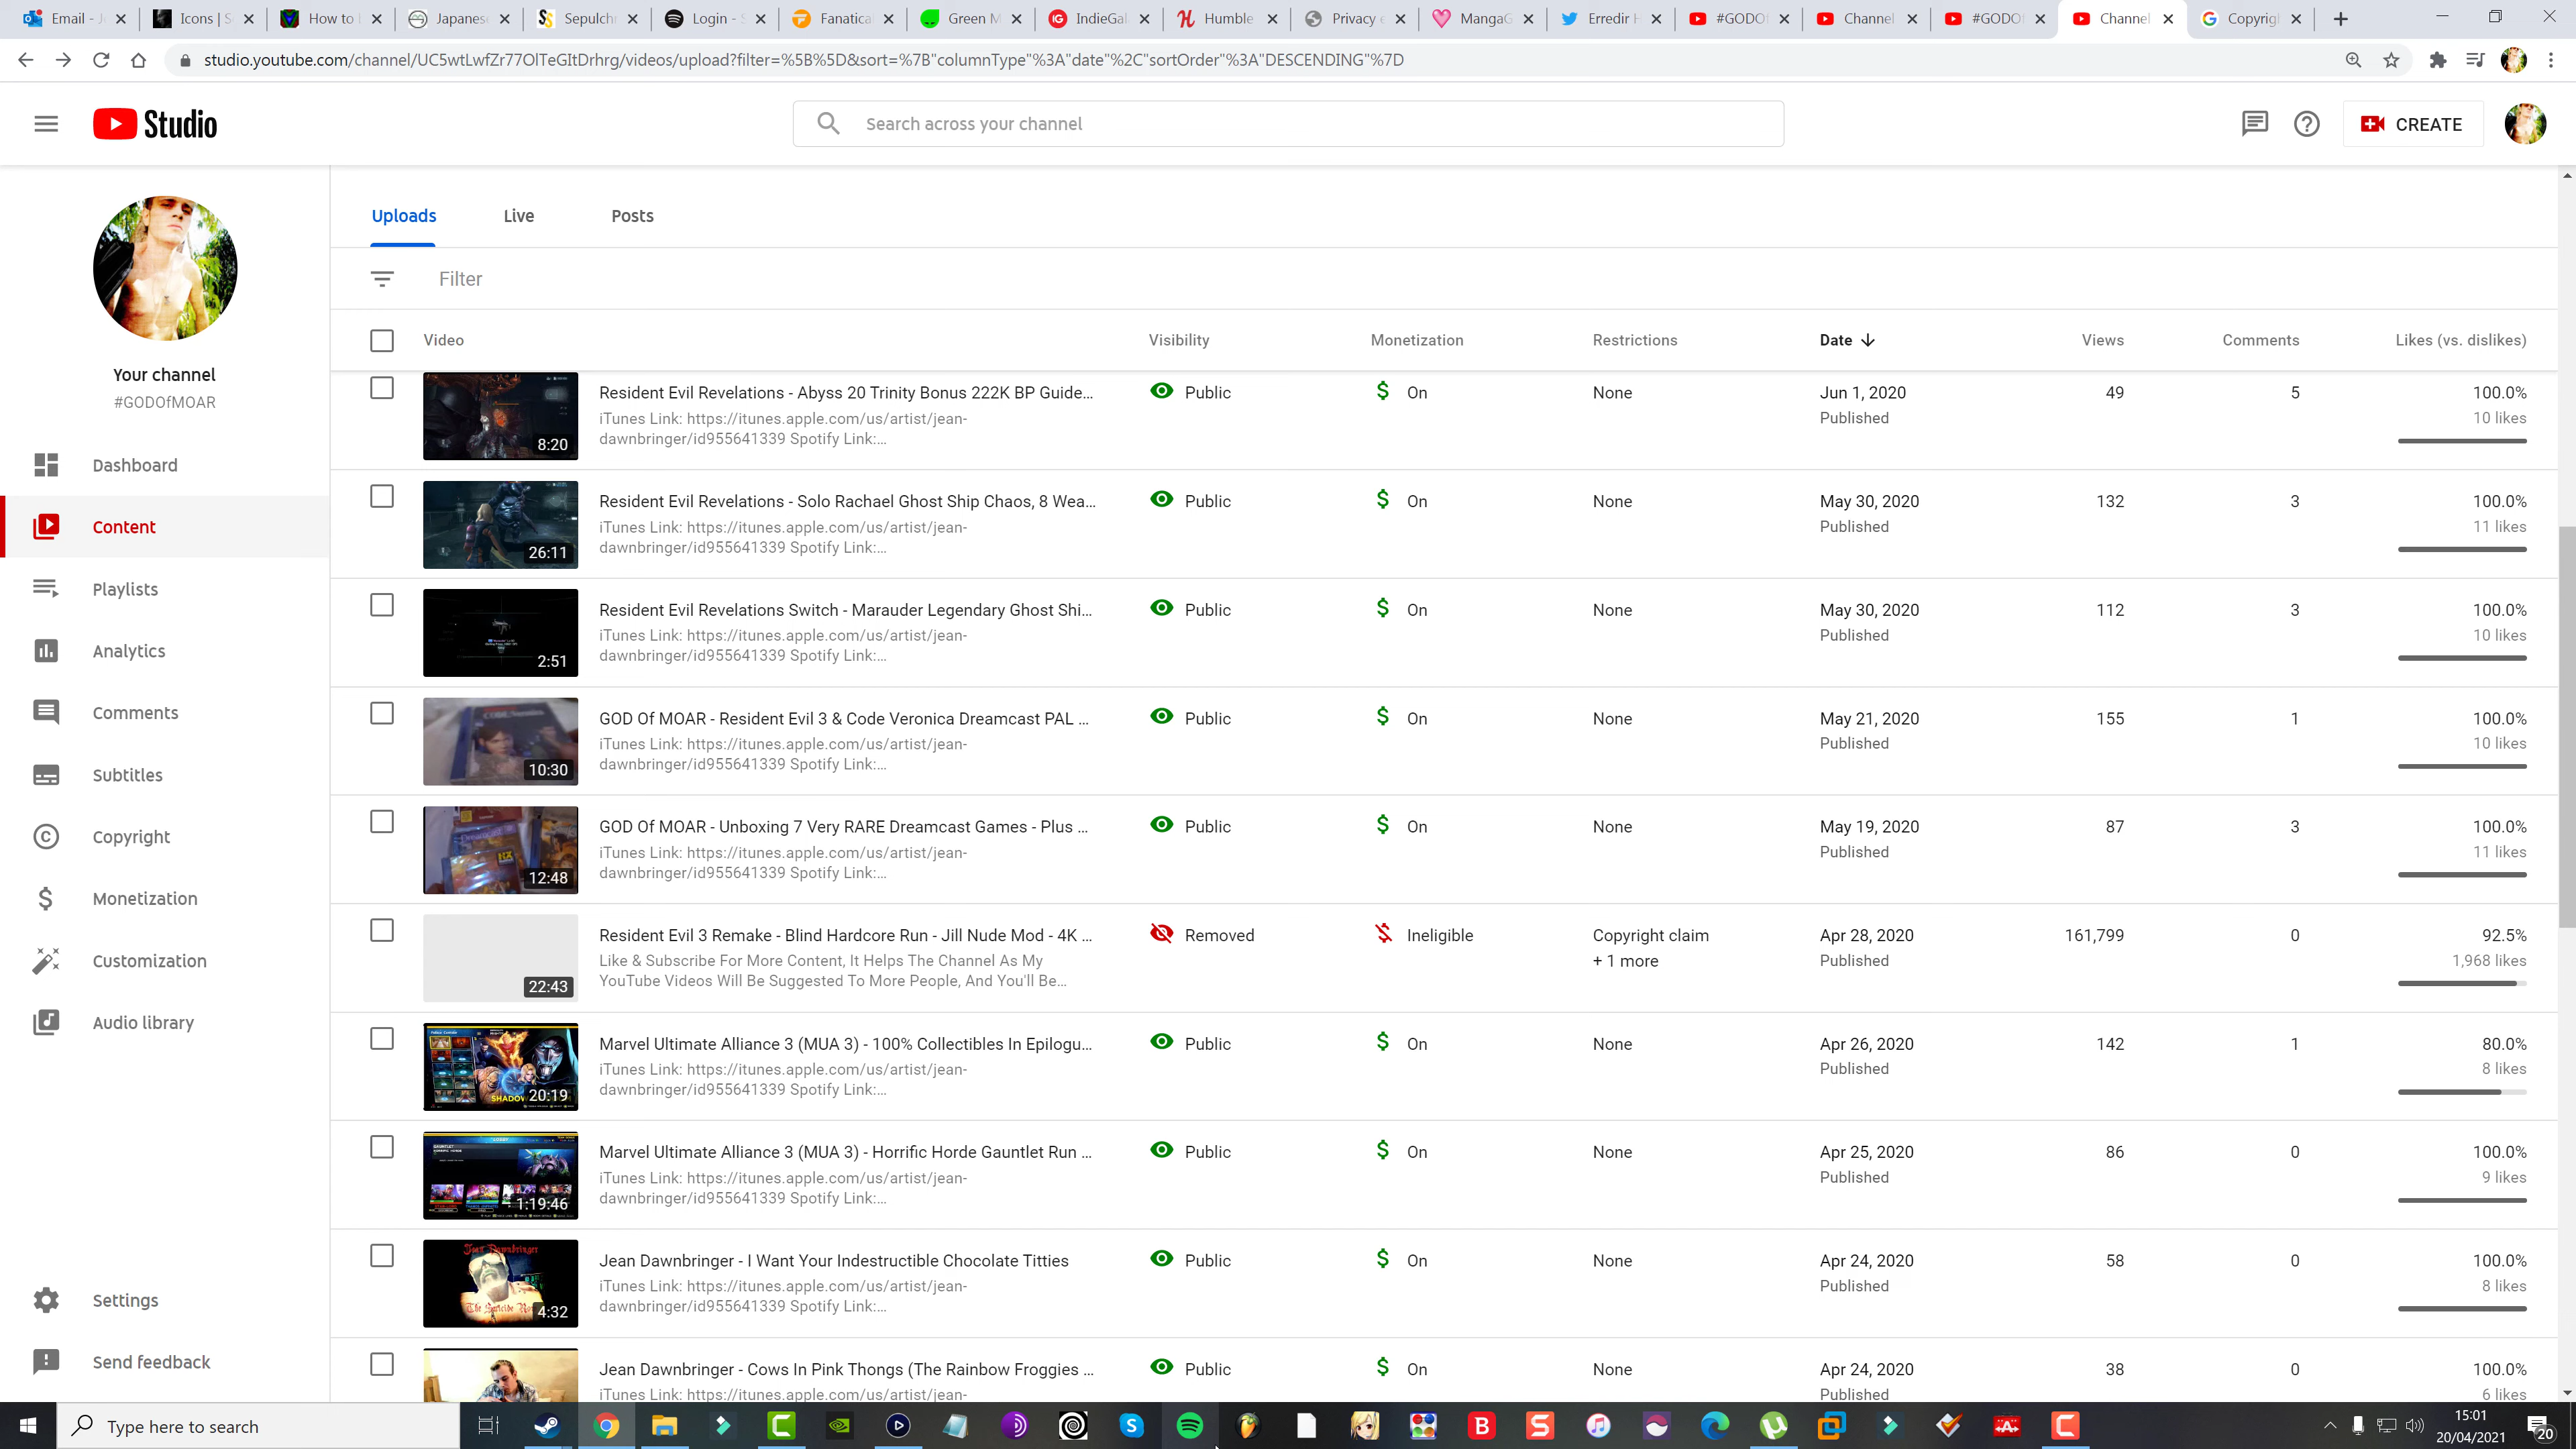 Email - J
Icons | S
How to
Japanes
Sepulchr
Login - S
Fanatica
Green M
IndieGal
Humble
Privacy
MangaG
Erredir H
#GODO
Channel
#GODO
Channel
Copyrig
studio.youtube.com/channel/UC5wtLwfZr77OlTeGItDrhrg/videos/upload?filter=%5B%5D&sort=%7B"columnType"%3A"date"%2C"sortOrder"%3A"DESCENDING"%7D
Studio
Search across your channel
CREATE
Your channel
#GODOfMOAR
Dashboard
Content
Playlists
Analytics
Comments
Subtitles
Copyright
Monetization
Customization
Audio library
Settings
Send feedback
Uploads Live Posts
Filter
Video Visibility Monetization Restrictions Date Views Comments Likes (vs. dislikes)
Resident Evil Revelations - Abyss 20 Trinity Bonus 222K BP Guide... Public On None Jun 1, 2020 49 5 100.0%
iTunes Link: https://itunes.apple.com/us/artist/jean- Published 10 likes
8:20 dawnbringer/id955641339 Spotify Link:...
Resident Evil Revelations - Solo Rachael Ghost Ship Chaos, 8 Wea... Public On None May 30, 2020 132 3 100.0%
iTunes Link: https://itunes.apple.com/us/artist/jean- Published 11 likes
26:11 dawnbringer/id955641339 Spotify Link:...
Resident Evil Revelations Switch - Marauder Legendary Ghost Shi... Public On None May 30, 2020 112 3 100.0%
iTunes Link: https://itunes.apple.com/us/artist/jean- Published 10 likes
2:51 dawnbringer/id955641339 Spotify Link:...
GOD Of MOAR - Resident Evil 3 & Code Veronica Dreamcast PAL ... Public On None May 21, 2020 155 1 100.0%
iTunes Link: https://itunes.apple.com/us/artist/jean- Published 10 likes
10:30 dawnbringer/id955641339 Spotify Link:...
GOD Of MOAR - Unboxing 7 Very RARE Dreamcast Games - Plus ... Public On None May 19, 2020 87 3 100.0%
iTunes Link: https://itunes.apple.com/us/artist/jean- Published 11 likes
12:48 dawnbringer/id955641339 Spotify Link:...
Resident Evil 3 Remake - Blind Hardcore Run - Jill Nude Mod - 4K ... Removed Ineligible Copyright claim Apr 28, 2020 161,799 0 92.5%
Like & Subscribe For More Content, It Helps The Channel As My + 1 more Published 1,968 likes
22:43 YouTube Videos Will Be Suggested To More People, And You'll Be...
Marvel Ultimate Alliance 3 (MUA 3) - 100% Collectibles In Epilogu... Public On None Apr 26, 2020 142 1 80.0%
iTunes Link: https://itunes.apple.com/us/artist/jean- Published 8 likes
20:19 dawnbringer/id955641339 Spotify Link:...
Marvel Ultimate Alliance 3 (MUA 3) - Horrific Horde Gauntlet Run ... Public On None Apr 25, 2020 86 0 100.0%
iTunes Link: https://itunes.apple.com/us/artist/jean- Published 9 likes
1:19:46 dawnbringer/id955641339 Spotify Link:...
Jean Dawnbringer - I Want Your Indestructible Chocolate Titties Public On None Apr 24, 2020 58 0 100.0%
iTunes Link: https://itunes.apple.com/us/artist/jean- Published 8 likes
4:32 dawnbringer/id955641339 Spotify Link:...
Jean Dawnbringer - Cows In Pink Thongs (The Rainbow Froggies ... Public On None Apr 24, 2020 38 0 100.0%
iTunes Link: https://itunes.apple.com/us/artist/jean- Published 6 likes
Type here to search
15:01
20/04/2021
20